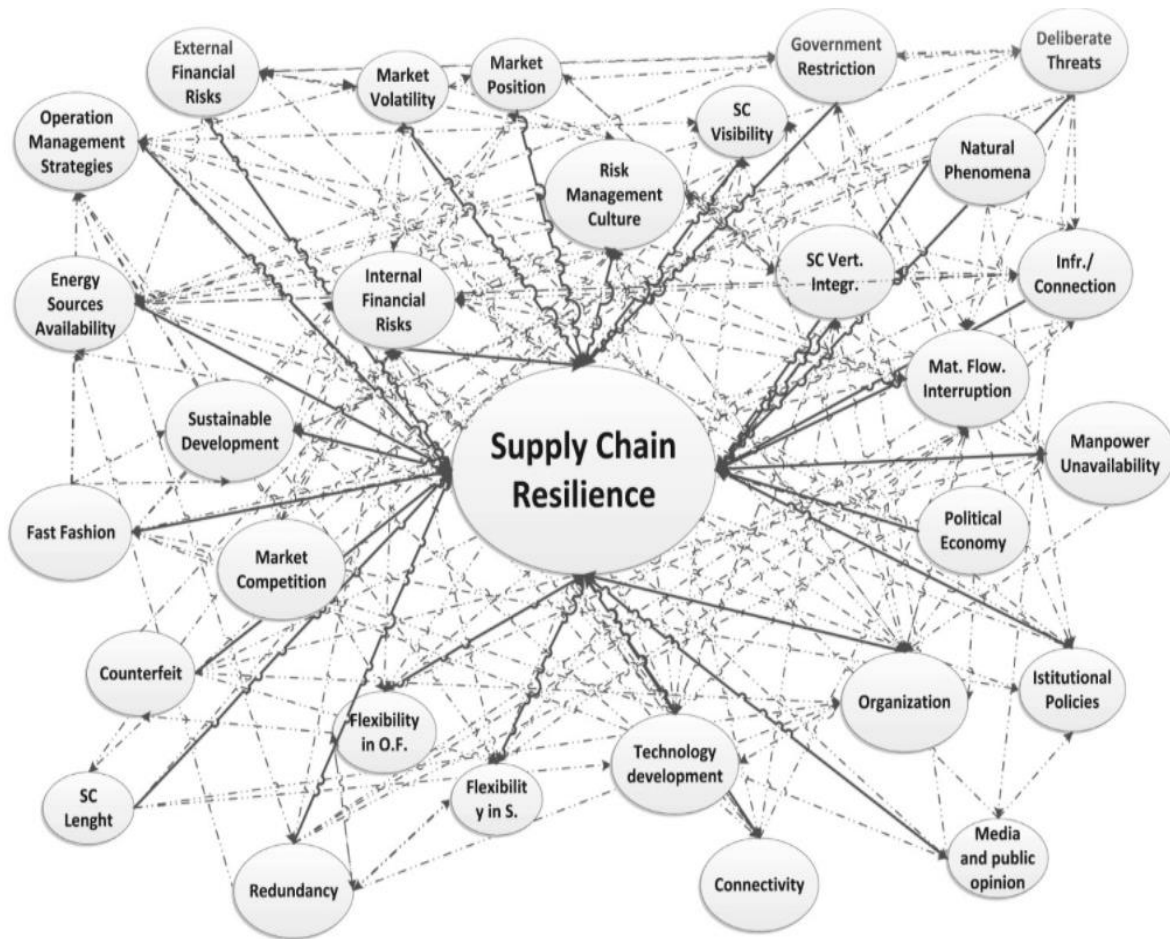 External
Financial
Risks
Market
Volatility
Market
Position
Government
Restriction
Deliberate
Threats
Operation
Management
Strategies
SC
Visibility
Natural
Phenomena
Risk
Management
Culture
Energy
Sources
Availability
Internal
Financial
Risks
SC Vert.
Integr.
Infr./
Connection
Mat. Flow.
Interruption
Sustainable
Development
Supply Chain
Resilience
Manpower
Unavailability
Fast Fashion
Market
Competition
Political
Economy
Counterfeit
Flexibility
in O.F.
Organization
Istitutional
Policies
SC
Lenght
Flexibili
ty in S.
Technology
development
Redundancy
Connectivity
Media
and public
opinion